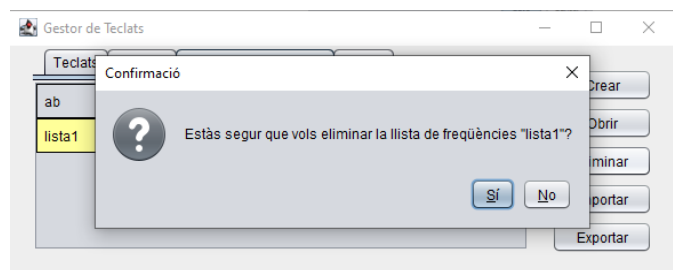 Gestor de Teclats
Teclats
Confirmació
Crear
ab
Obrir
lista1
Estàs segur que vols eliminar la llista de freqüències "lista1"?
Sí
No
Exportar